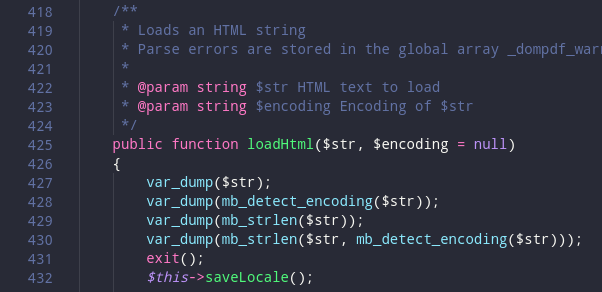 418 /**
419 * Loads an HTML string
420 * Parse errors are stored in the global array _dompdf_warn
421 *
422 * @param string $str HTML text to load
423 * @param string $encoding Encoding of $str
424 */
425 public function loadHtml($str, $encoding = null)
426 {
427 var_dump($str);
428 var_dump(mb_detect_encoding($str));
429 var_dump(mb_strlen($str));
430 var_dump(mb_strlen($str, mb_detect_encoding($str)));
431 exit();
432 $this->saveLocale();